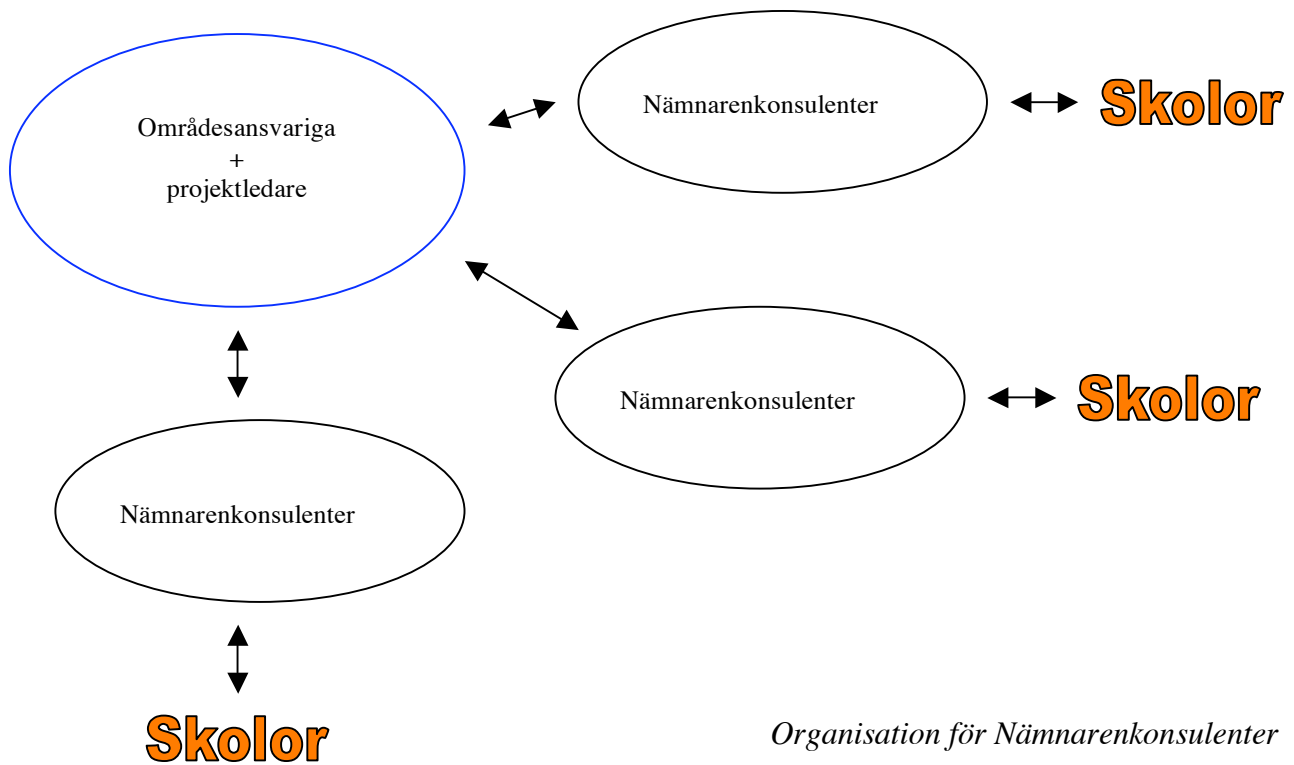 Områdesansvariga
+
projektledare
Nämnarenkonsulenter
Skolor
Nämnarenkonsulenter
Skolor
Nämnarenkonsulenter
Skolor
Organisation för Nämnarenkonsulenter